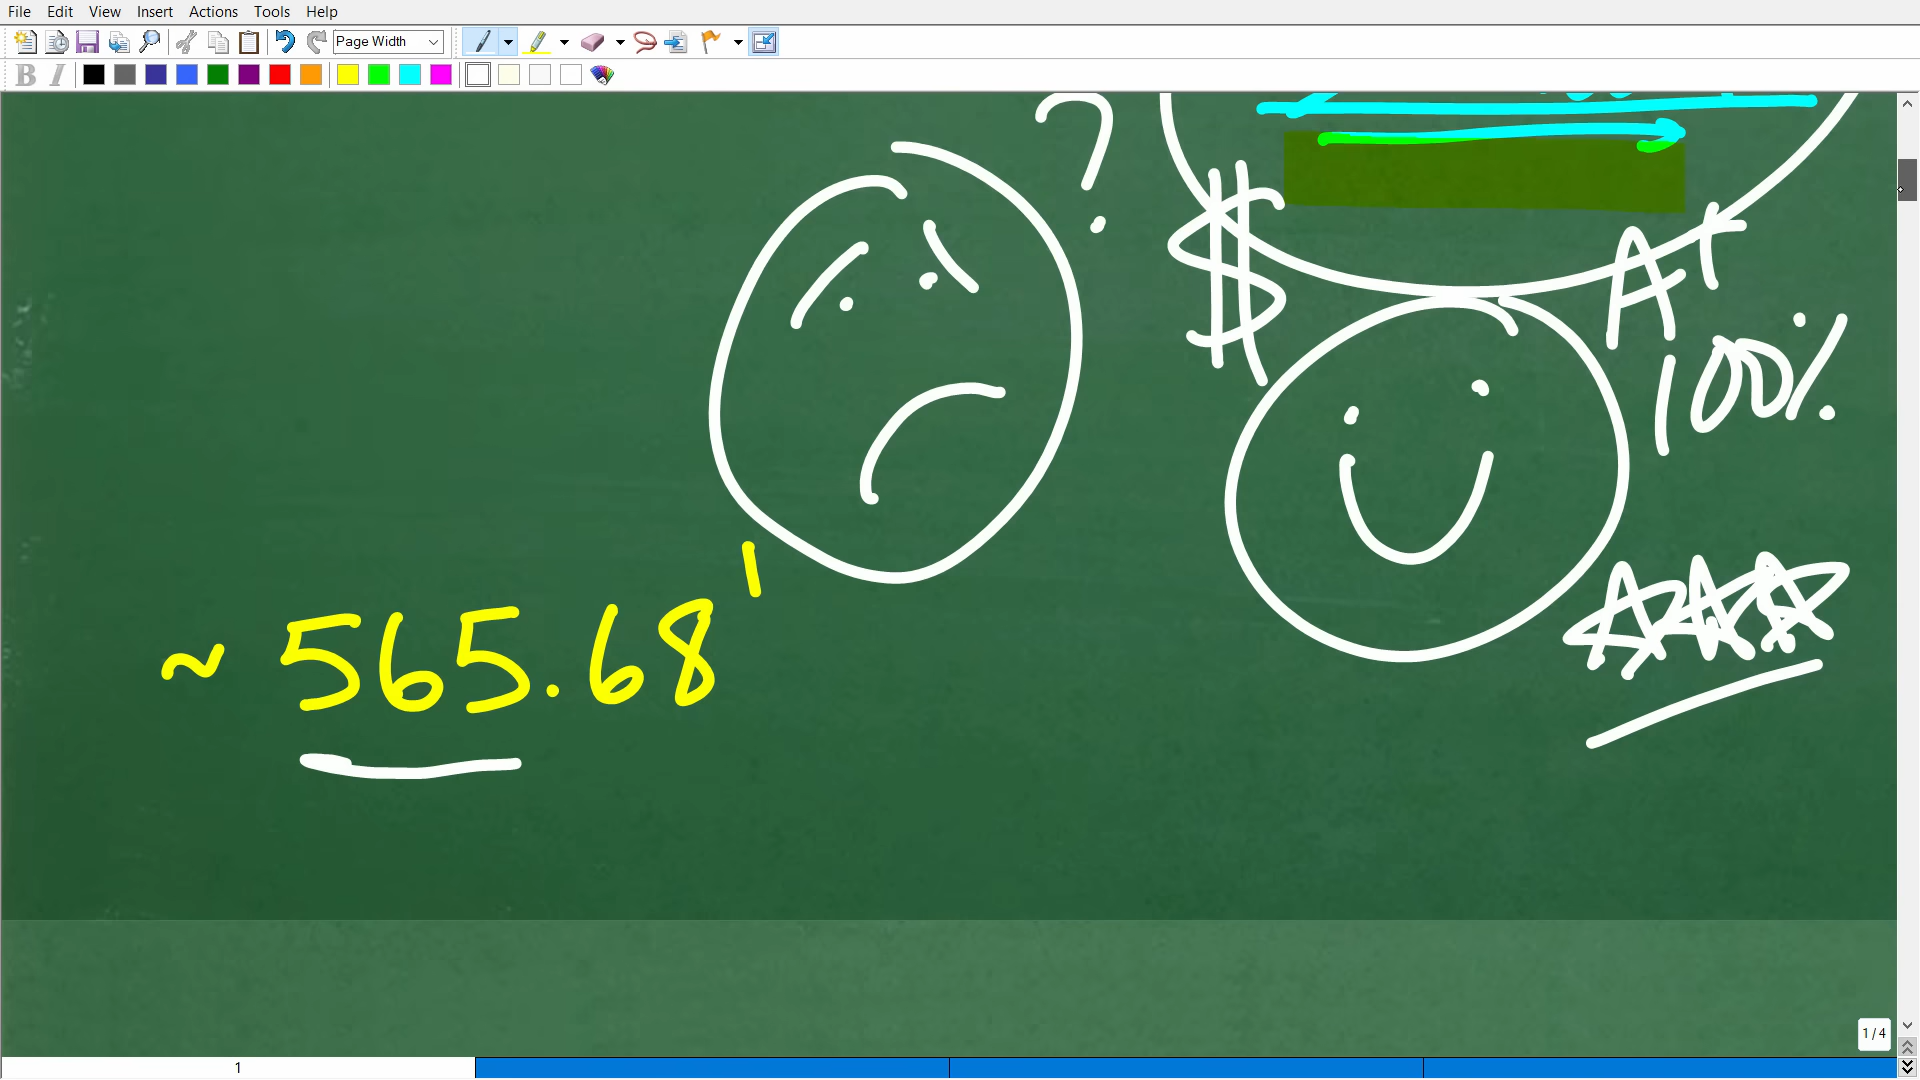 File Edit View Insert Actions Tools Help
Page Width
B I
?
$
A+
100%
~ 565.68'
1 / 4
1